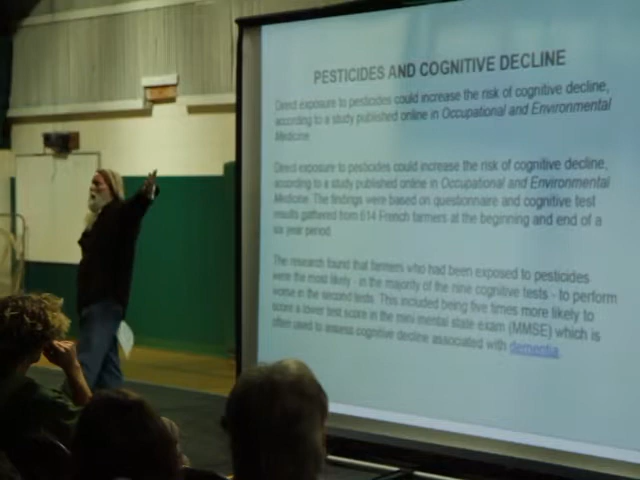 PESTICIDES AND COGNITIVE DECLINE
Direct exposure to pesticides could increase the risk of cognitive decline,
according to a study published online in Occupational and Environmental
Medicine.
Direct exposure to pesticides could increase the risk of cognitive decline,
according to a study published online in Occupational and Environmental
Medicine. The findings were based on questionnaire and cognitive test
results gathered from 614 French farmers at the beginning and end of a
six year period.
The research found that farmers who had been exposed to pesticides
were the most likely - in the majority of the nine cognitive tests - to perform
worse in the second tests. This included being five times more likely to
score a lower test score in the mini mental state exam (MMSE) which is
often used to assess cognitive decline associated with dementia.